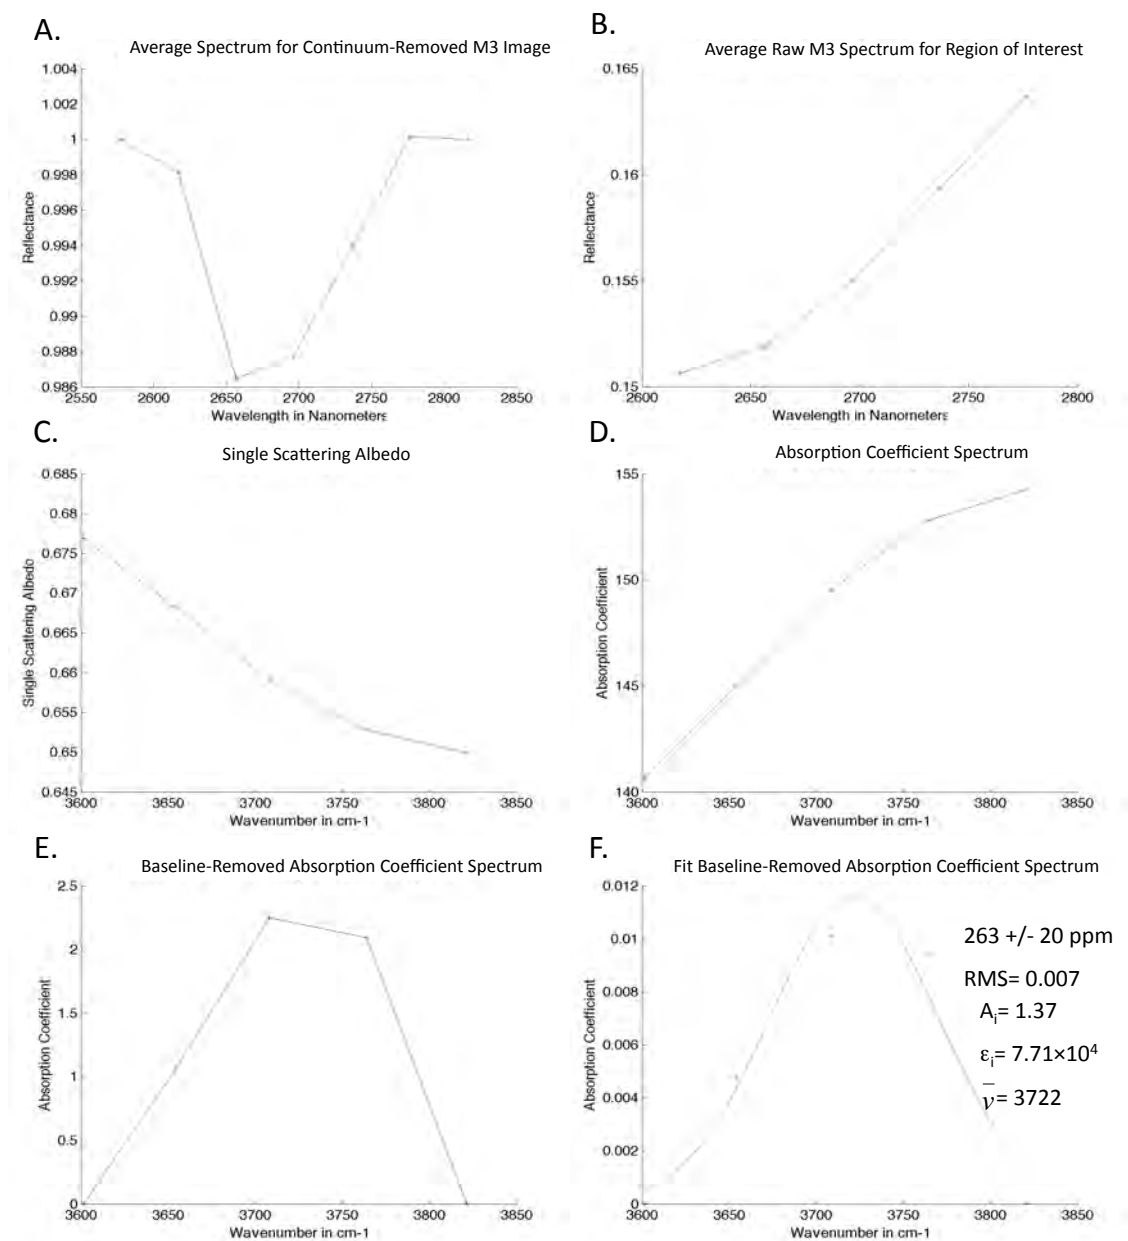 A.
Average Spectrum for Continuum-Removed M3 Image
1.004
1.002
1
0.998
0.996
0.994
0.992
0.99
0.988
0.986
Reflectance
2550
2600
2650
2700
2750
2800
2850
Wavelength in Nanometers
B.
Average Raw M3 Spectrum for Region of Interest
0.165
0.16
0.155
0.15
Reflectance
2600
2650
2700
2750
2800
Wavelength in Nanometers
C.
Single Scattering Albedo
0.685
0.68
0.675
0.67
0.665
0.66
0.655
0.65
0.645
Single Scattering Albedo
3600
3650
3700
3750
3800
3850
Wavenumber in cm-1
D.
Absorption Coefficient Spectrum
155
150
145
140
Absorption Coefficient
3600
3650
3700
3750
3800
3850
Wavenumber in cm-1
E.
Baseline-Removed Absorption Coefficient Spectrum
2.5
2
1.5
1
0.5
0
Absorption Coefficient
3600
3650
3700
3750
3800
3850
Wavenumber in cm-1
F.
Fit Baseline-Removed Absorption Coefficient Spectrum
0.012
0.01
0.008
0.006
0.004
0.002
0
Absorption Coefficient
3600
3650
3700
3750
3800
3850
Wavenumber in cm-1
263 +/- 20 ppm
RMS= 0.007
Aᵢ= 1.37
εᵢ= 7.71×10⁴
ν̅= 3722